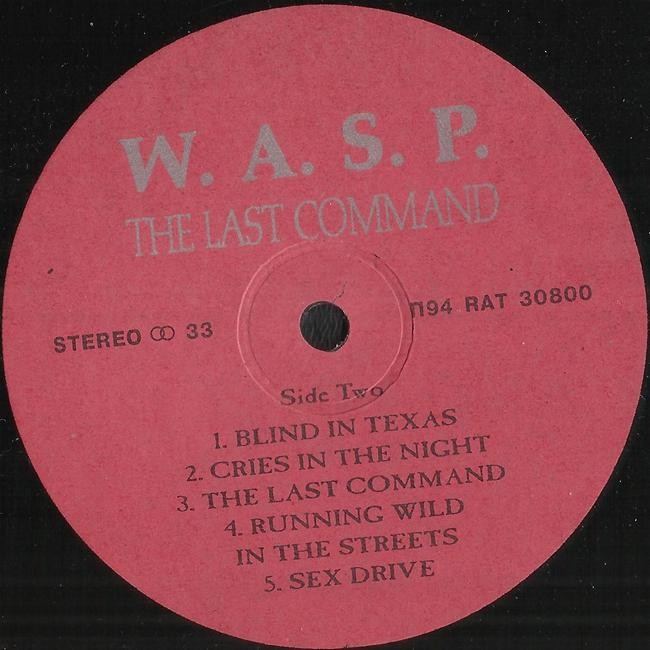 W. A. S. P.
THE LAST COMMAND
STEREO ꝏ 33
П94 RAT 30800
Side Two
1. BLIND IN TEXAS
2. CRIES IN THE NIGHT
3. THE LAST COMMAND
4. RUNNING WILD
IN THE STREETS
5. SEX DRIVE